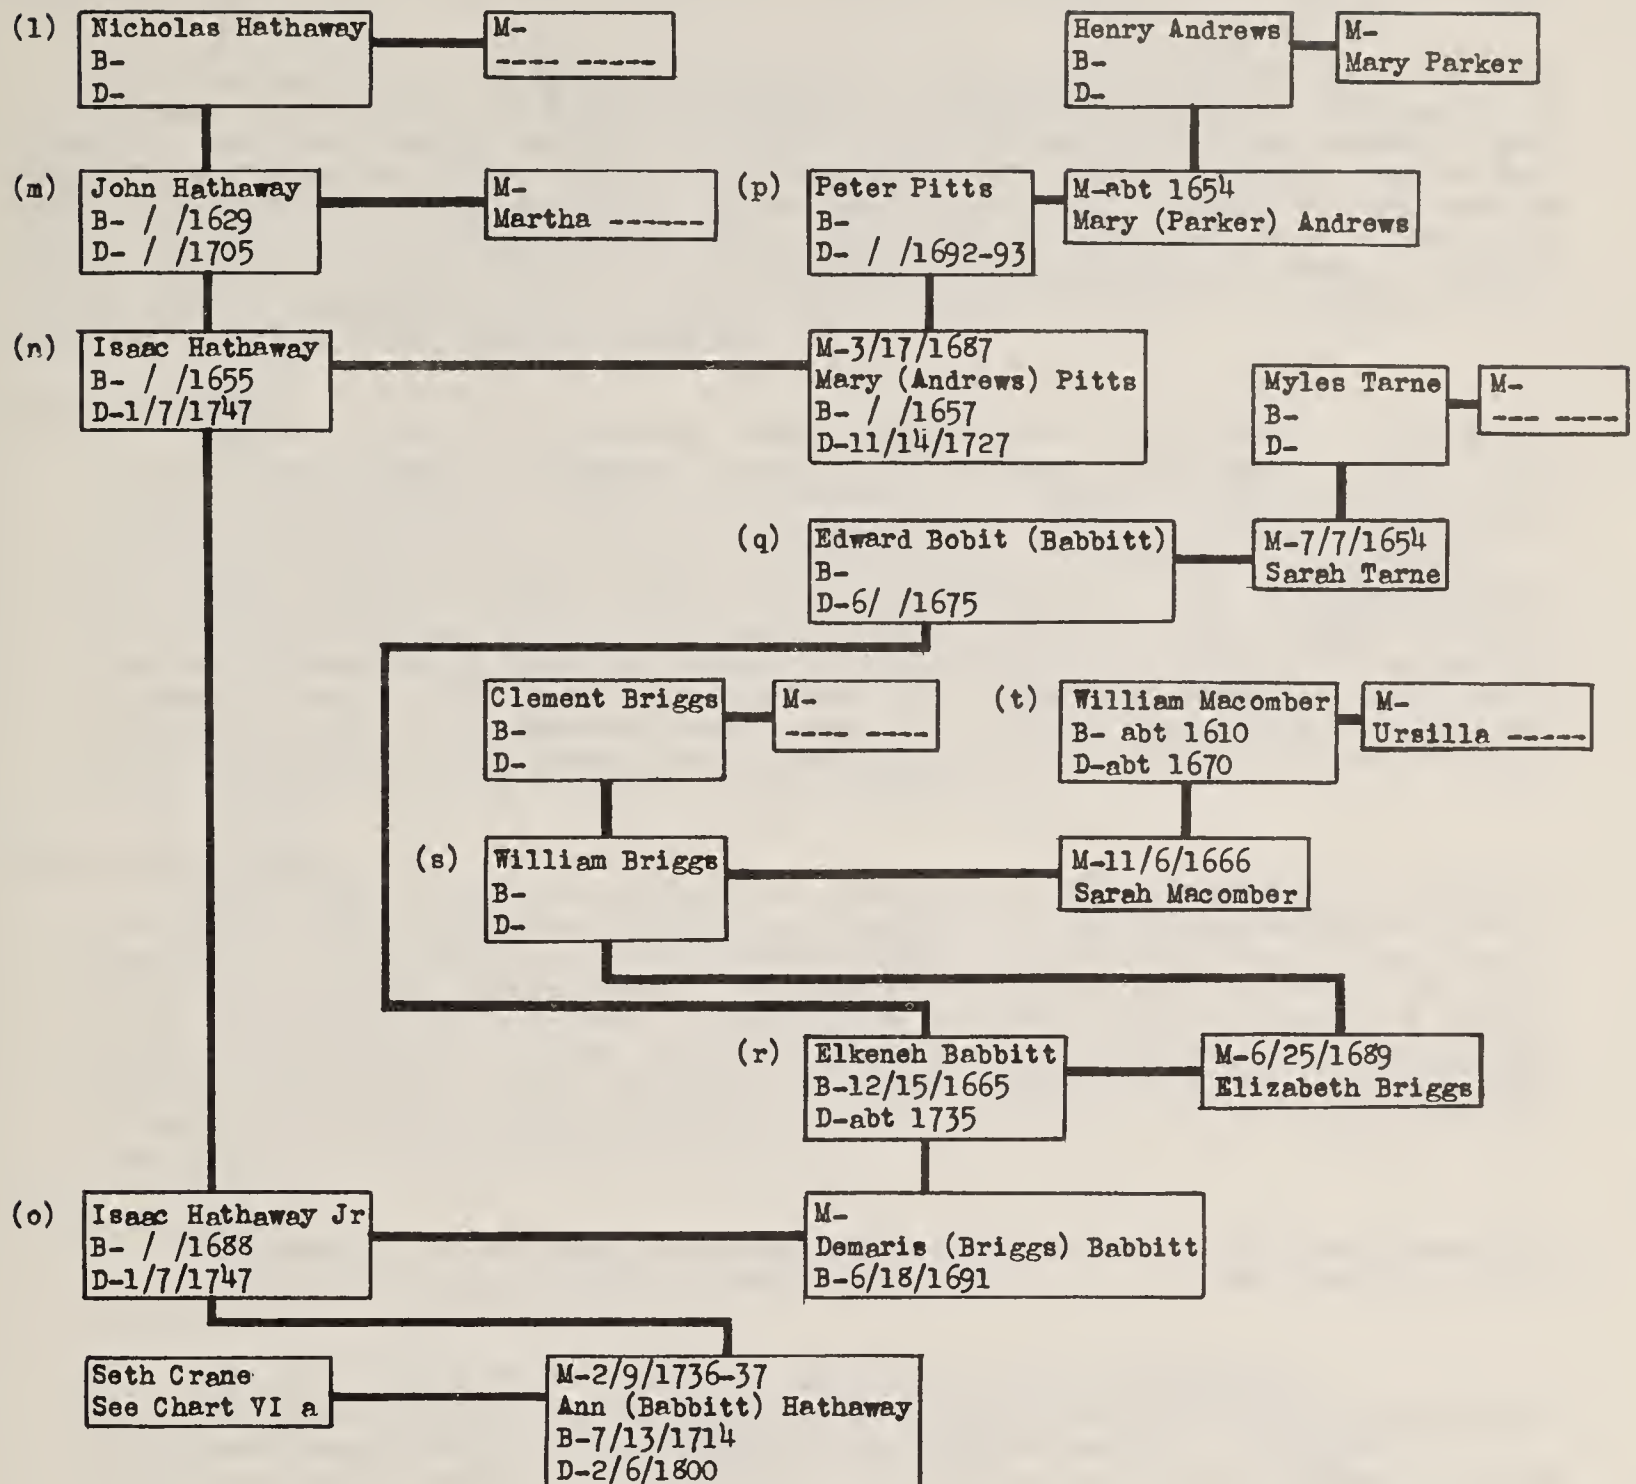 (l)
Nicholas Hathaway
B-
D-
M-
---- -----
Henry Andrews
B-
D-
M-
Mary Parker
(m)
John Hathaway
B- / /1629
D- / /1705
M-
Martha ------
(p)
Peter Pitts
B-
D- / /1692-93
M-abt 1654
Mary (Parker) Andrews
(n)
Isaac Hathaway
B- / /1655
D-1/7/1747
M-3/17/1687
Mary (Andrews) Pitts
B- / /1657
D-11/14/1727
Myles Tarne
B-
D-
M-
--- ----
(q)
Edward Bobit (Babbitt)
B-
D-6/ /1675
M-7/7/1654
Sarah Tarne
Clement Briggs
B-
D-
M-
---- ----
(t)
William Macomber
B- abt 1610
D-abt 1670
M-
Ursilla -----
(s)
William Briggs
B-
D-
M-11/6/1666
Sarah Macomber
(r)
Elkeneh Babbitt
B-12/15/1665
D-abt 1735
M-6/25/1689
Elizabeth Briggs
(o)
Isaac Hathaway Jr
B- / /1688
D-1/7/1747
M-
Demaris (Briggs) Babbitt
B-6/18/1691
Seth Crane
See Chart VI a
M-2/9/1736-37
Ann (Babbitt) Hathaway
B-7/13/1714
D-2/6/1800